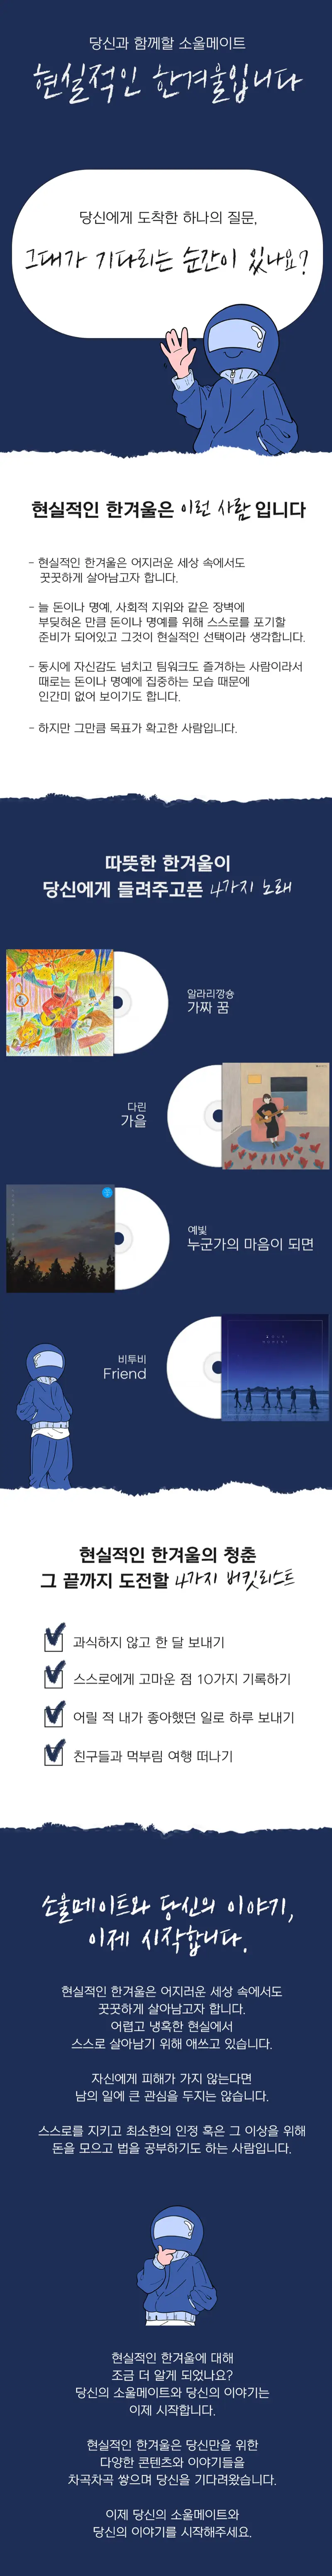 당신과 함께할 소울메이트
현실적인 한겨울입니다
당신에게 도착한 하나의 질문,
그대가 기다리는 순간이 있나요?
현실적인 한겨울은 이런 사람 입니다
- 현실적인 한겨울은 어지러운 세상 속에서도
꿋꿋하게 살아남고자 합니다.
- 늘 돈이나 명예, 사회적 지위와 같은 장벽에
부딪혀온 만큼 돈이나 명예를 위해 스스로를 포기할
준비가 되어있고 그것이 현실적인 선택이라 생각합니다.
- 동시에 자신감도 넘치고 팀워크도 즐겨하는 사람이라서
때로는 돈이나 명예에 집중하는 모습 때문에
인간미 없어 보이기도 합니다.
- 하지만 그만큼 목표가 확고한 사람입니다.
따뜻한 한겨울이
당신에게 들려주고픈 4가지 노래
알라리깡숑
가짜 꿈
다린
가을
예빛
누군가의 마음이 되면
비투비
Friend
현실적인 한겨울의 청춘
그 끝까지 도전할 4가지 버킷리스트
과식하지 않고 한 달 보내기
스스로에게 고마운 점 10가지 기록하기
어릴 적 내가 좋아했던 일로 하루 보내기
친구들과 먹부림 여행 떠나기
소울메이트와 당신의 이야기,
이제 시작합니다.
현실적인 한겨울은 어지러운 세상 속에서도
꿋꿋하게 살아남고자 합니다.
어렵고 냉혹한 현실에서
스스로 살아남기 위해 애쓰고 있습니다.
자신에게 피해가 가지 않는다면
남의 일에 큰 관심을 두지는 않습니다.
스스로를 지키고 최소한의 인정 혹은 그 이상을 위해
돈을 모으고 법을 공부하기도 하는 사람입니다.
현실적인 한겨울에 대해
조금 더 알게 되었나요?
당신의 소울메이트와 당신의 이야기는
이제 시작합니다.
현실적인 한겨울은 당신만을 위한
다양한 콘텐츠와 이야기들을
차곡차곡 쌓으며 당신을 기다려왔습니다.
이제 당신의 소울메이트와
당신의 이야기를 시작해주세요.